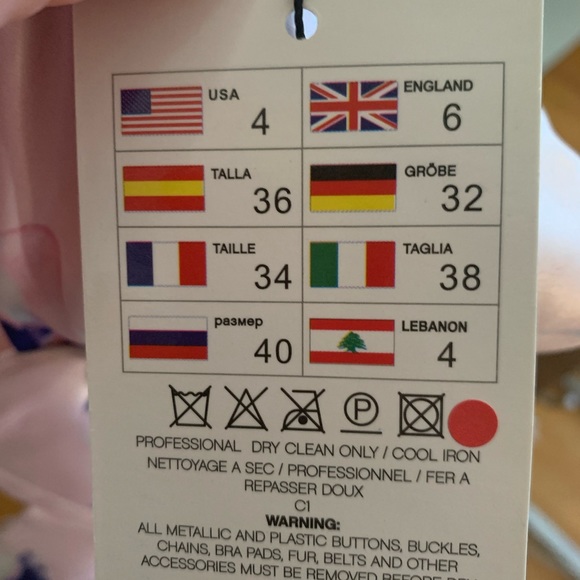 USA
4
ENGLAND
6
TALLA
36
GRÖBE
32
TAILLE
34
TAGLIA
38
размер
40
LEBANON
4
P
PROFESSIONAL DRY CLEAN ONLY / COOL IRON
NETTOYAGE A SEC / PROFESSIONNEL / FER A
REPASSER DOUX
C1
WARNING:
ALL METALLIC AND PLASTIC BUTTONS, BUCKLES,
CHAINS, BRA PADS, FUR, BELTS AND OTHER
ACCESSORIES MUST BE REMOVED BEFORE